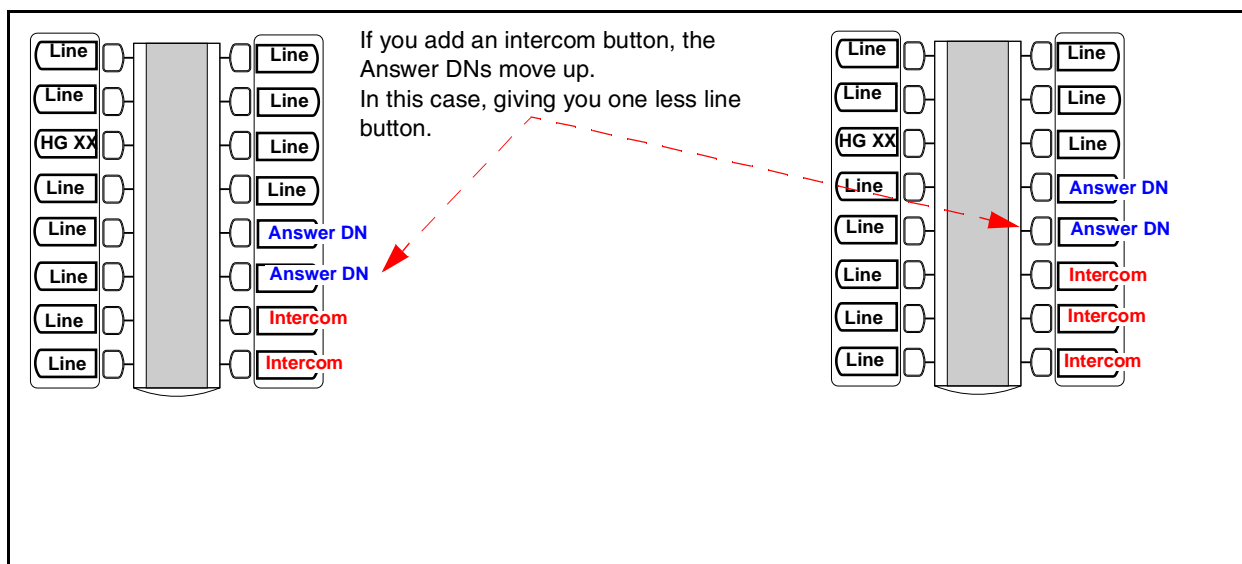 Line Line
Line Line
HG XX Line
Line Line
Line Answer DN
Line Answer DN
Line Intercom
Line Intercom
If you add an intercom button, the
Answer DNs move up.
In this case, giving you one less line
button.
Line Line
Line Line
HG XX Line
Line Answer DN
Line Answer DN
Line Intercom
Line Intercom
Line Intercom